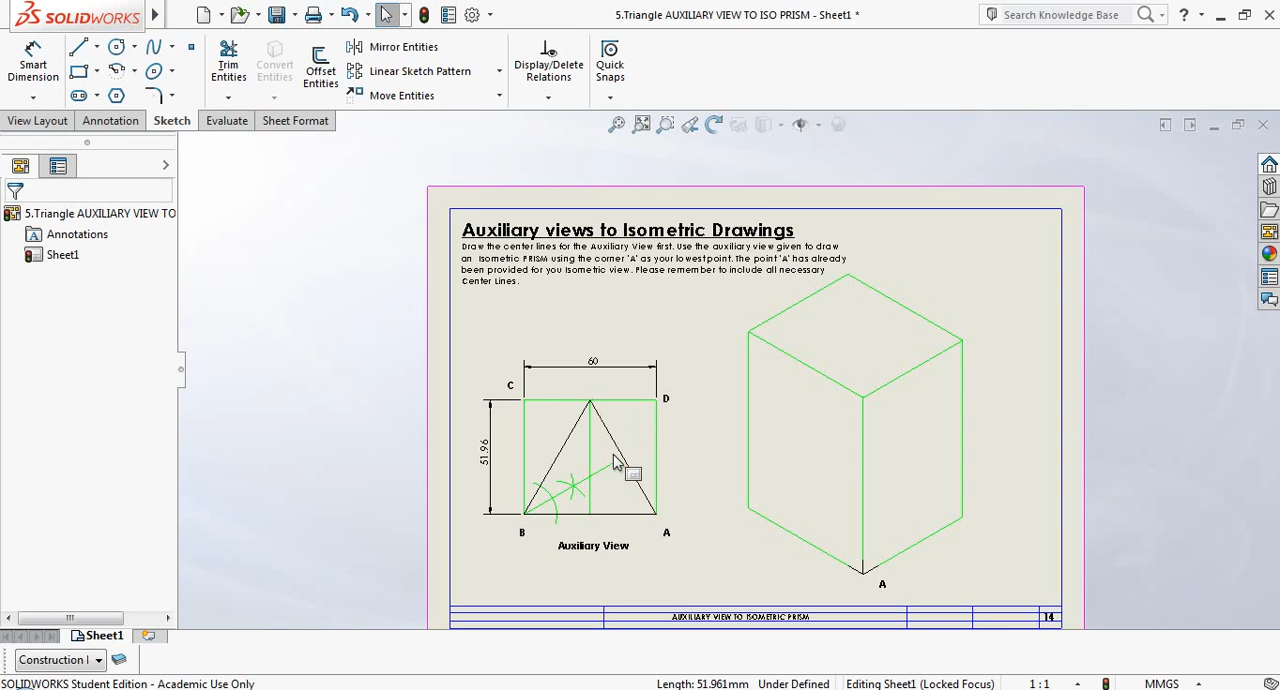 SOLIDWORKS
5.Triangle AUXILIARY VIEW TO ISO PRISM - Sheet1 *
Search Knowledge Base
?
Smart
Dimension
Trim
Entities
Convert
Entities
Offset
Entities
Mirror Entities
Linear Sketch Pattern
Move Entities
Display/Delete
Relations
Quick
Snaps
View Layout
Annotation
Sketch
Evaluate
Sheet Format
5.Triangle AUXILIARY VIEW TO
Annotations
Sheet1
Auxiliary views to Isometric Drawings
Draw the center lines for the Auxiliary View first. Use the auxiliary view given to draw
an Isometric PRISM using the corner 'A' as your lowest point. The point 'A' has already
been provided for you Isometric view. Please remember to include all necessary
Center Lines.
60
C
D
51.96
B
A
Auxiliary View
A
AUXILIARY VIEW TO ISOMETRIC PRISM
14
Sheet1
Construction l
SOLIDWORKS Student Edition - Academic Use Only
Length: 51.961mm
Under Defined
Editing Sheet1 (Locked Focus)
1 : 1
MMGS